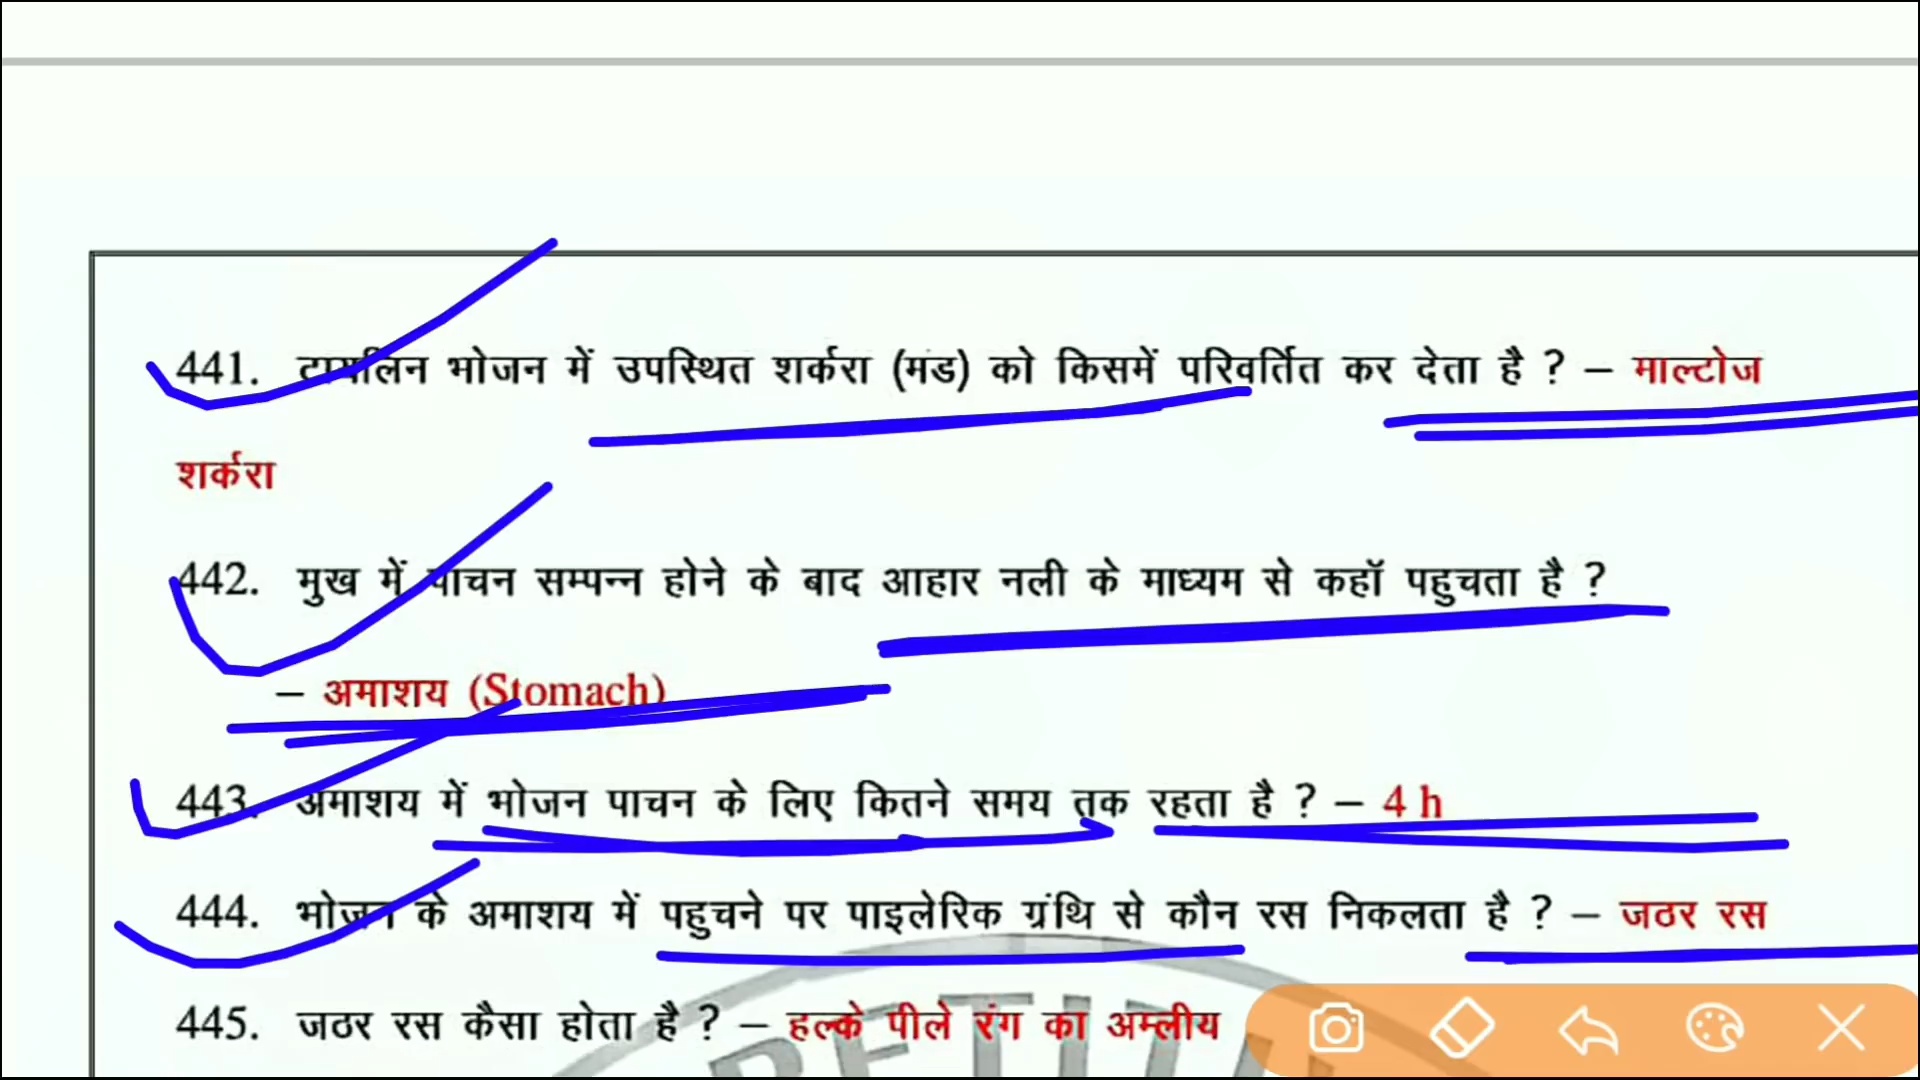 441. टायलिन भोजन में उपस्थित शर्करा (मंड) को किसमें परिवर्तित कर देता है ? – माल्टोज
शर्करा
442. मुख में पाचन सम्पन्न होने के बाद आहार नली के माध्यम से कहॉ पहुचता है ?
– अमाशय (Stomach)
443. अमाशय में भोजन पाचन के लिए कितने समय तक रहता है ? – 4 h
444. भोजन के अमाशय में पहुचने पर पाइलेरिक ग्रंथि से कौन रस निकलता है ? – जठर रस
445. जठर रस कैसा होता है ? – हल्के पीले रंग का अम्लीय